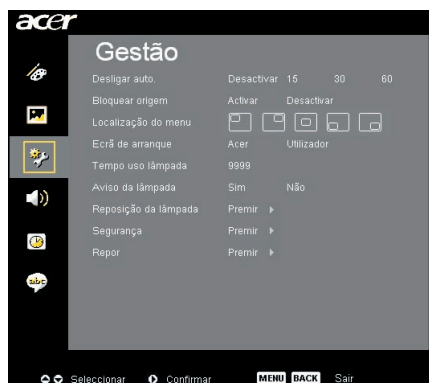 acer
Gestão
Desligar auto. Desactivar 15 30 60
Bloquear origem Activar Desactivar
Localização do menu
Ecrã de arranque Acer Utilizador
Tempo uso lâmpada 9999
Aviso da lâmpada Sim Não
Reposição da lâmpada Premir
Segurança Premir
Repor Premir
abc
Seleccionar Confirmar MENU BACK Sair